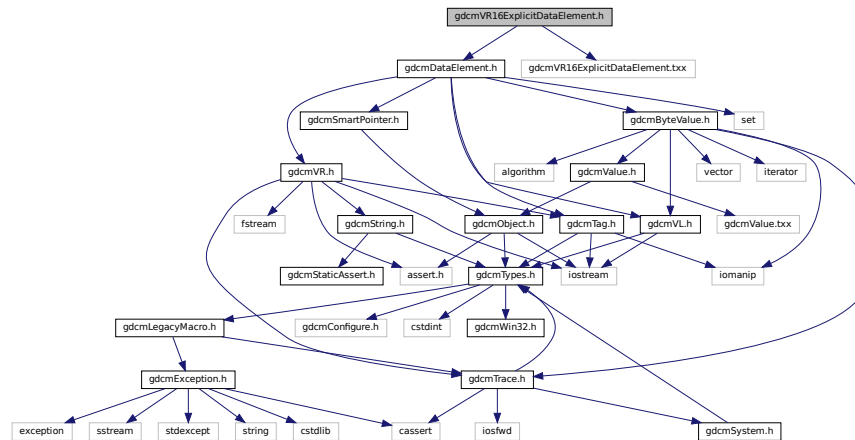 gdcmVR16ExplicitDataElement.h
gdcmDataElement.h
gdcmVR16ExplicitDataElement.txx
gdcmSmartPointer.h
gdcmByteValue.h
set
gdcmVR.h
algorithm
gdcmValue.h
vector
iterator
fstream
gdcmString.h
gdcmObject.h
gdcmTag.h
gdcmVL.h
gdcmValue.txx
gdcmStaticAssert.h
assert.h
gdcmTypes.h
iostream
iomanip
gdcmLegacyMacro.h
gdcmConfigure.h
cstdint
gdcmWin32.h
gdcmException.h
gdcmTrace.h
exception
sstream
stdexcept
string
cstdlib
cassert
iosfwd
gdcmSystem.h